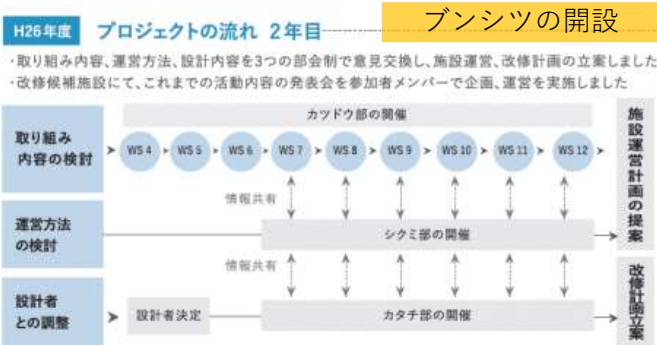 ブンシツの開設
H26年度 プロジェクトの流れ 2年目
・取り組み内容、運営方法、設計内容を3つの部会制で意見交換し、施設運営、改修計画の立案しました
・改修候補施設にて、これまでの活動内容の発表会を参加者メンバーで企画、運営を実施しました
カツドウ部の開催
取り組み
内容の検討
WS 4 WS 5 WS 6 WS 7 WS 8 WS 9 WS 10 WS 11 WS 12
施設運営計画の提案
情報共有
運営方法
の検討
シクミ部の開催
情報共有
設計者
との調整
設計者決定
カタチ部の開催
改修計画立案